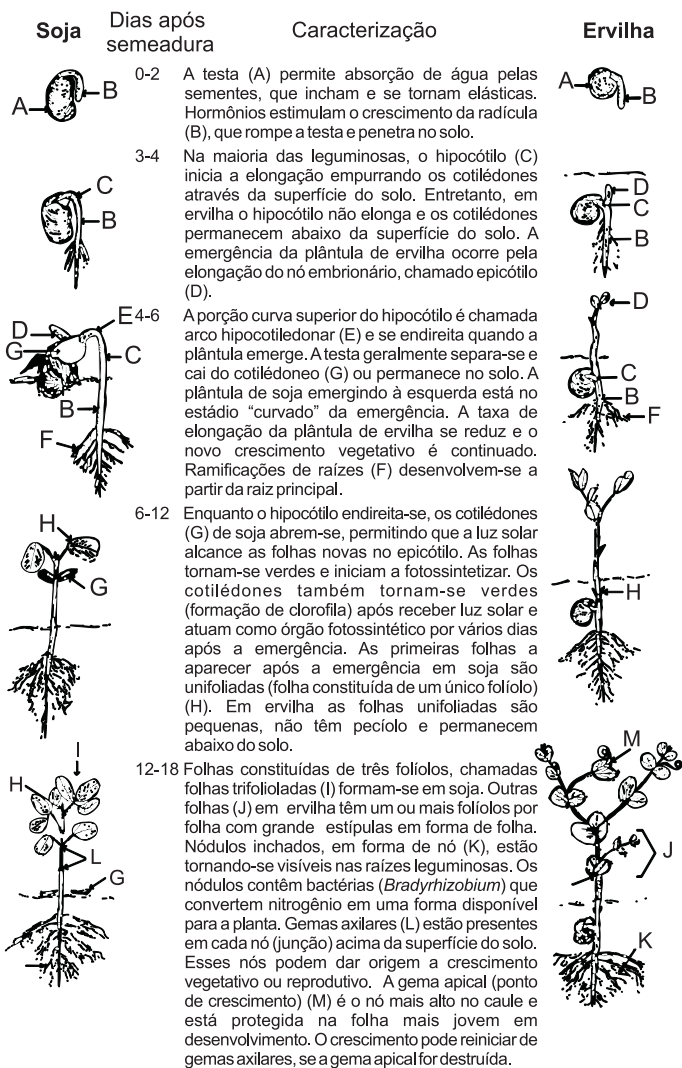 Soja
Dias após
semeadura
Caracterização
Ervilha
A
B
0-2
A testa (A) permite absorção de água pelas
sementes, que incham e se tornam elásticas.
Hormônios estimulam o crescimento da radícula
(B), que rompe a testa e penetra no solo.
A
B
C
B
3-4
Na maioria das leguminosas, o hipocótilo (C)
inicia a elongação empurrando os cotilédones
através da superfície do solo. Entretanto, em
ervilha o hipocótilo não elonga e os cotilédones
permanecem abaixo da superfície do solo. A
emergência da plântula de ervilha ocorre pela
elongação do nó embrionário, chamado epicótilo
(D).
D
C
B
E
D
G
C
B
F
4-6
A porção curva superior do hipocótilo é chamada
arco hipocotiledonar (E) e se endireita quando a
plântula emerge. A testa geralmente separa-se e
cai do cotilédoneo (G) ou permanece no solo. A
plântula de soja emergindo à esquerda está no
estádio "curvado" da emergência. A taxa de
elongação da plântula de ervilha se reduz e o
novo crescimento vegetativo é continuado.
Ramificações de raízes (F) desenvolvem-se a
partir da raiz principal.
D
C
B
F
H
G
6-12
Enquanto o hipocótilo endireita-se, os cotilédones
(G) de soja abrem-se, permitindo que a luz solar
alcance as folhas novas no epicótilo. As folhas
tornam-se verdes e iniciam a fotossintetizar. Os
cotilédones também tornam-se verdes
(formação de clorofila) após receber luz solar e
atuam como órgão fotossintético por vários dias
após a emergência. As primeiras folhas a
aparecer após a emergência em soja são
unifoliadas (folha constituída de um único folíolo)
(H). Em ervilha as folhas unifoliadas são
pequenas, não têm pecíolo e permanecem
abaixo do solo.
H
I
H
L
G
12-18
Folhas constituídas de três folíolos, chamadas
folhas trifolioladas (I) formam-se em soja. Outras
folhas (J) em ervilha têm um ou mais folíolos por
folha com grande estípulas em forma de folha.
Nódulos inchados, em forma de nó (K), estão
tornando-se visíveis nas raízes leguminosas. Os
nódulos contêm bactérias (Bradyrhizobium) que
convertem nitrogênio em uma forma disponível
para a planta. Gemas axilares (L) estão presentes
em cada nó (junção) acima da superfície do solo.
Esses nós podem dar origem a crescimento
vegetativo ou reprodutivo. A gema apical (ponto
de crescimento) (M) é o nó mais alto no caule e
está protegida na folha mais jovem em
desenvolvimento. O crescimento pode reiniciar de
gemas axilares, se a gema apical for destruída.
M
J
K